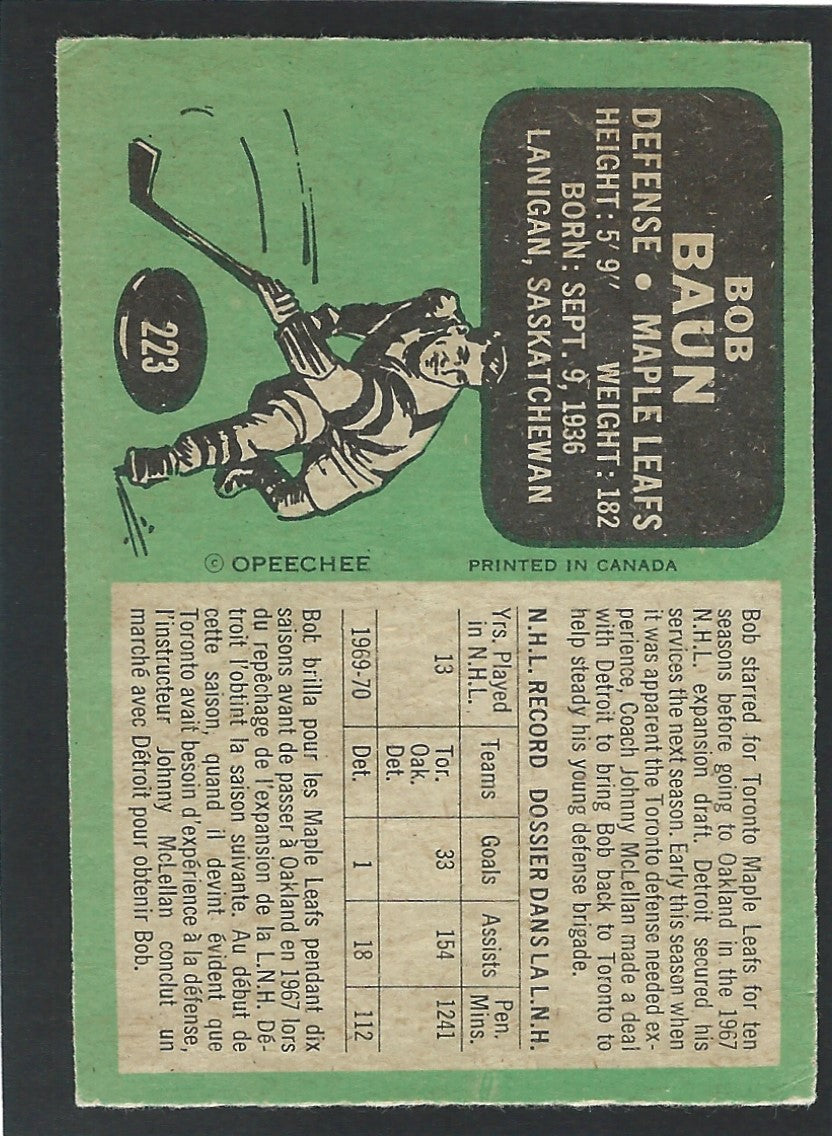 BOB
BAUN
DEFENSE • MAPLE LEAFS
HEIGHT: 5'9" WEIGHT: 182
BORN: SEPT. 9, 1936
LANIGAN, SASKATCHEWAN
223
© OPEECHEE
PRINTED IN CANADA
Bob starred for Toronto Maple Leafs for ten
seasons before going to Oakland in the 1967
N.H.L. expansion draft. Detroit secured his
services the next season. Early this season when
it was apparent the Toronto defense needed ex-
perience, Coach Johnny McLellan made a deal
with Detroit to bring Bob back to Toronto to
help steady his young defense brigade.
N.H.L. RECORD DOSSIER DANS LA L.N.H.
Yrs. Played in N.H.L. Teams Goals Assists Pen. Mins.
13 Tor. Oak. Det. 33 154 1241
1969-70 Det. 1 18 112
Bob brilla pour les Maple Leafs pendant dix
saisons avant de passer à Oakland en 1967 lors
du repêchage de l'expansion de la L.N.H. Dé-
troit l'obtint la saison suivante. Au début de
cette saison, quand il devint évident que
Toronto avait besoin d'expérience à la défense,
l'instructeur Johnny McLellan conclut un
marché avec Détroit pour obtenir Bob.